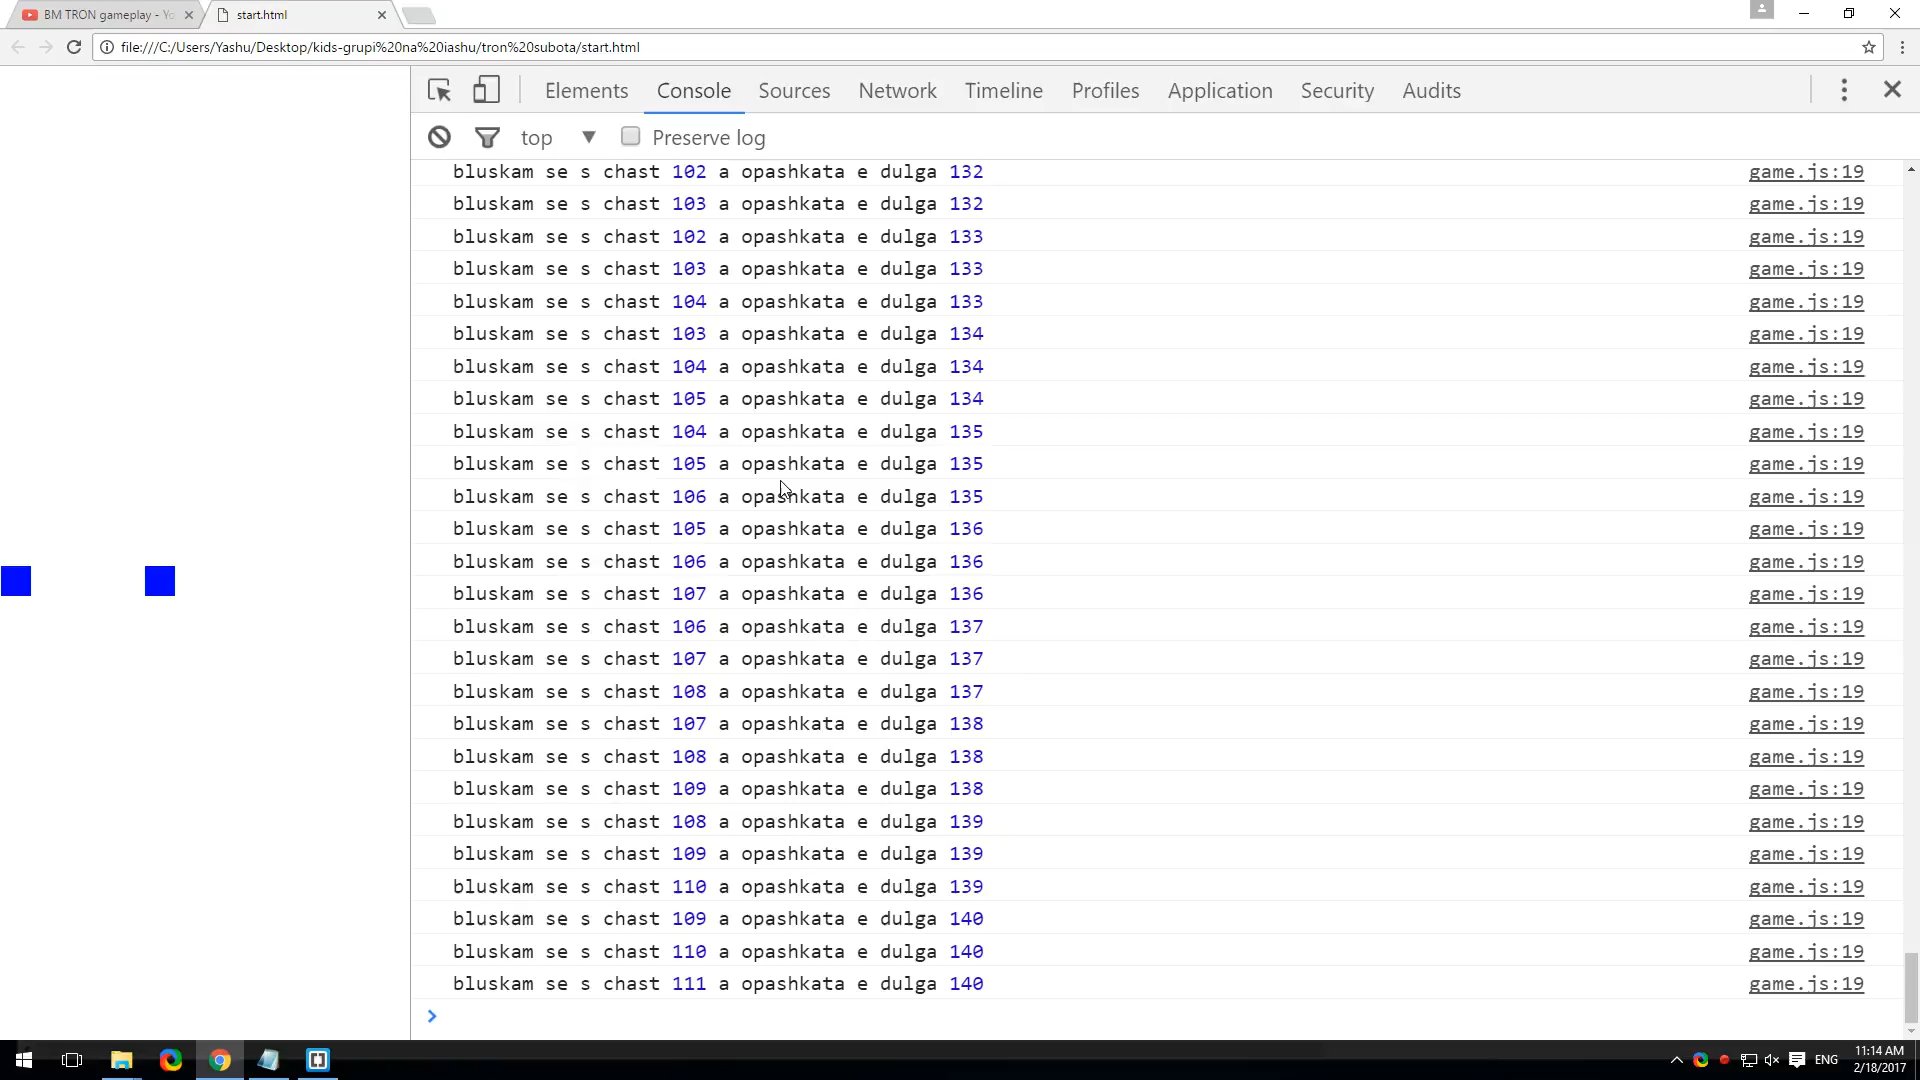 BM TRON gameplay - Yo
start.html
file:///C:/Users/Yashu/Desktop/kids-grupi%20na%20iashu/tron%20subota/start.html
Elements Console Sources Network Timeline Profiles Application Security Audits
top Preserve log
bluskam se s chast 102 a opashkata e dulga 132 game.js:19
bluskam se s chast 103 a opashkata e dulga 132 game.js:19
bluskam se s chast 102 a opashkata e dulga 133 game.js:19
bluskam se s chast 103 a opashkata e dulga 133 game.js:19
bluskam se s chast 104 a opashkata e dulga 133 game.js:19
bluskam se s chast 103 a opashkata e dulga 134 game.js:19
bluskam se s chast 104 a opashkata e dulga 134 game.js:19
bluskam se s chast 105 a opashkata e dulga 134 game.js:19
bluskam se s chast 104 a opashkata e dulga 135 game.js:19
bluskam se s chast 105 a opashkata e dulga 135 game.js:19
bluskam se s chast 106 a opashkata e dulga 135 game.js:19
bluskam se s chast 105 a opashkata e dulga 136 game.js:19
bluskam se s chast 106 a opashkata e dulga 136 game.js:19
bluskam se s chast 107 a opashkata e dulga 136 game.js:19
bluskam se s chast 106 a opashkata e dulga 137 game.js:19
bluskam se s chast 107 a opashkata e dulga 137 game.js:19
bluskam se s chast 108 a opashkata e dulga 137 game.js:19
bluskam se s chast 107 a opashkata e dulga 138 game.js:19
bluskam se s chast 108 a opashkata e dulga 138 game.js:19
bluskam se s chast 109 a opashkata e dulga 138 game.js:19
bluskam se s chast 108 a opashkata e dulga 139 game.js:19
bluskam se s chast 109 a opashkata e dulga 139 game.js:19
bluskam se s chast 110 a opashkata e dulga 139 game.js:19
bluskam se s chast 109 a opashkata e dulga 140 game.js:19
bluskam se s chast 110 a opashkata e dulga 140 game.js:19
bluskam se s chast 111 a opashkata e dulga 140 game.js:19
ENG
11:14 AM
2/18/2017